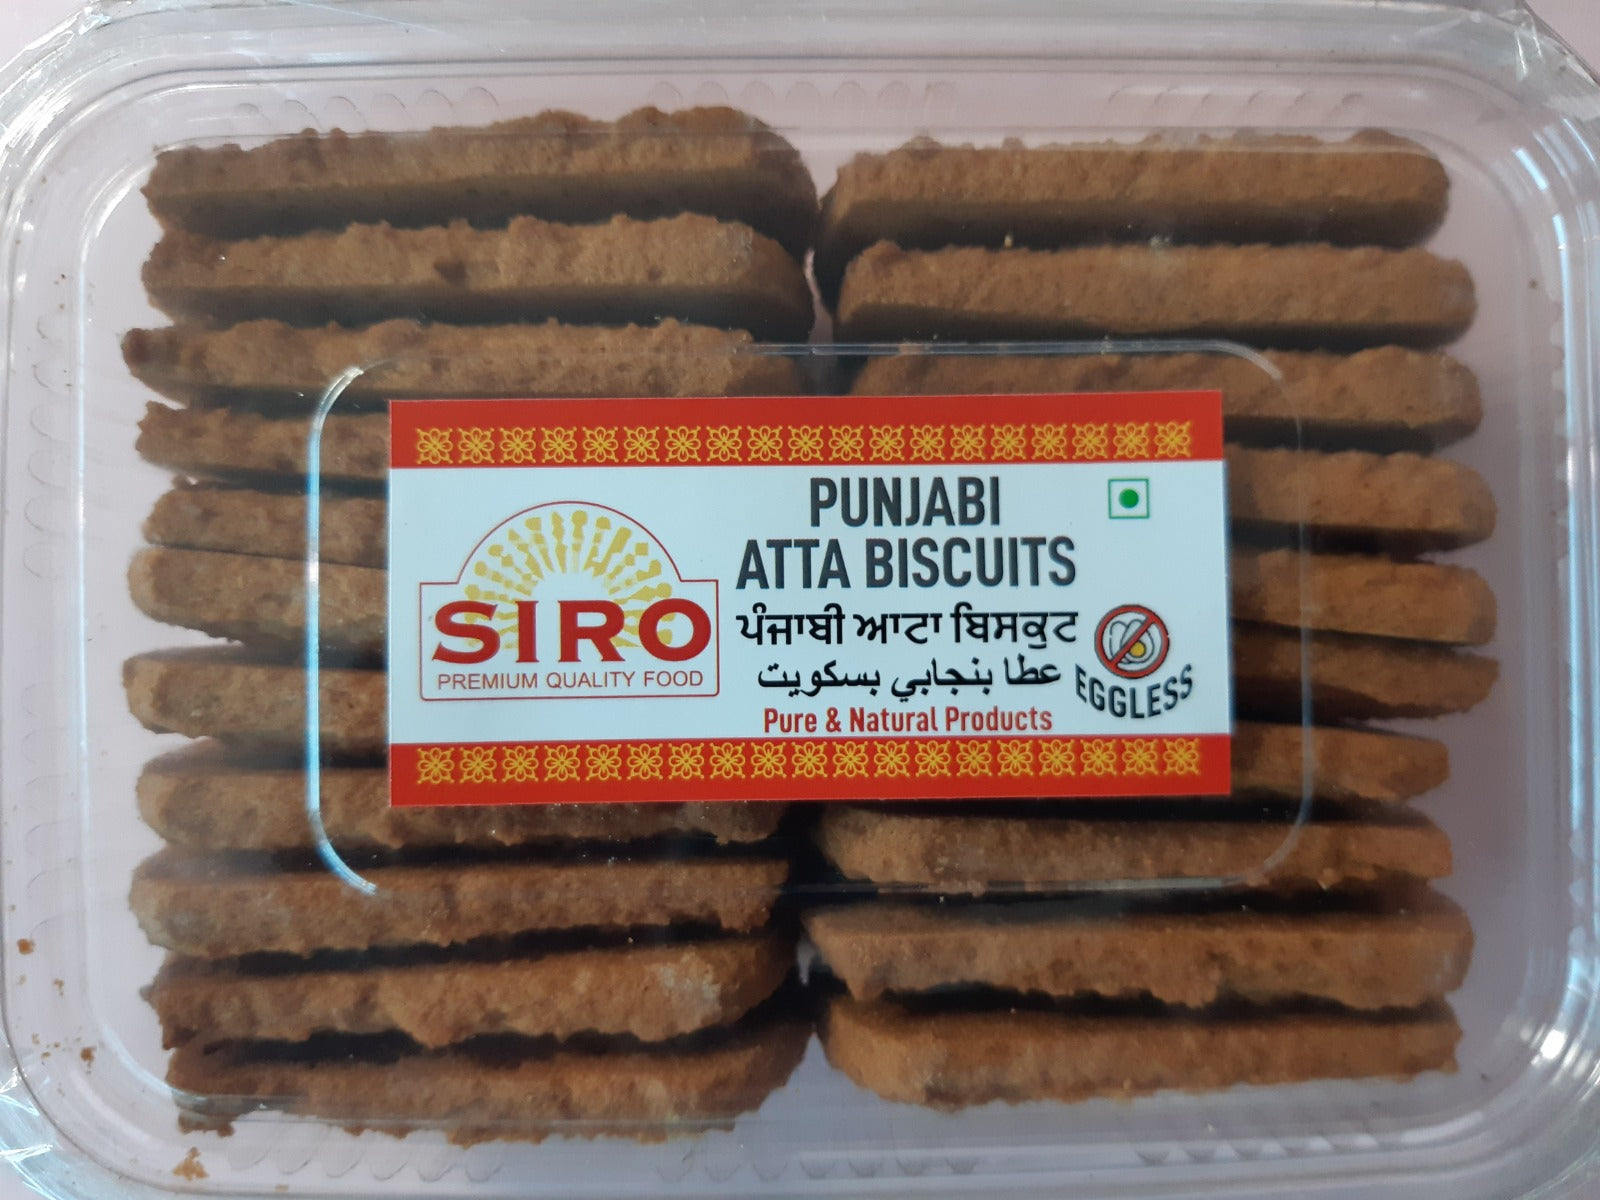 SIRO
PREMIUM QUALITY FOOD
PUNJABI
ATTA BISCUITS
ਪੰਜਾਬੀ ਆਟਾ ਬਿਸਕੁਟ
عطا بنجابي بسكويت
Pure & Natural Products
EGGLESS